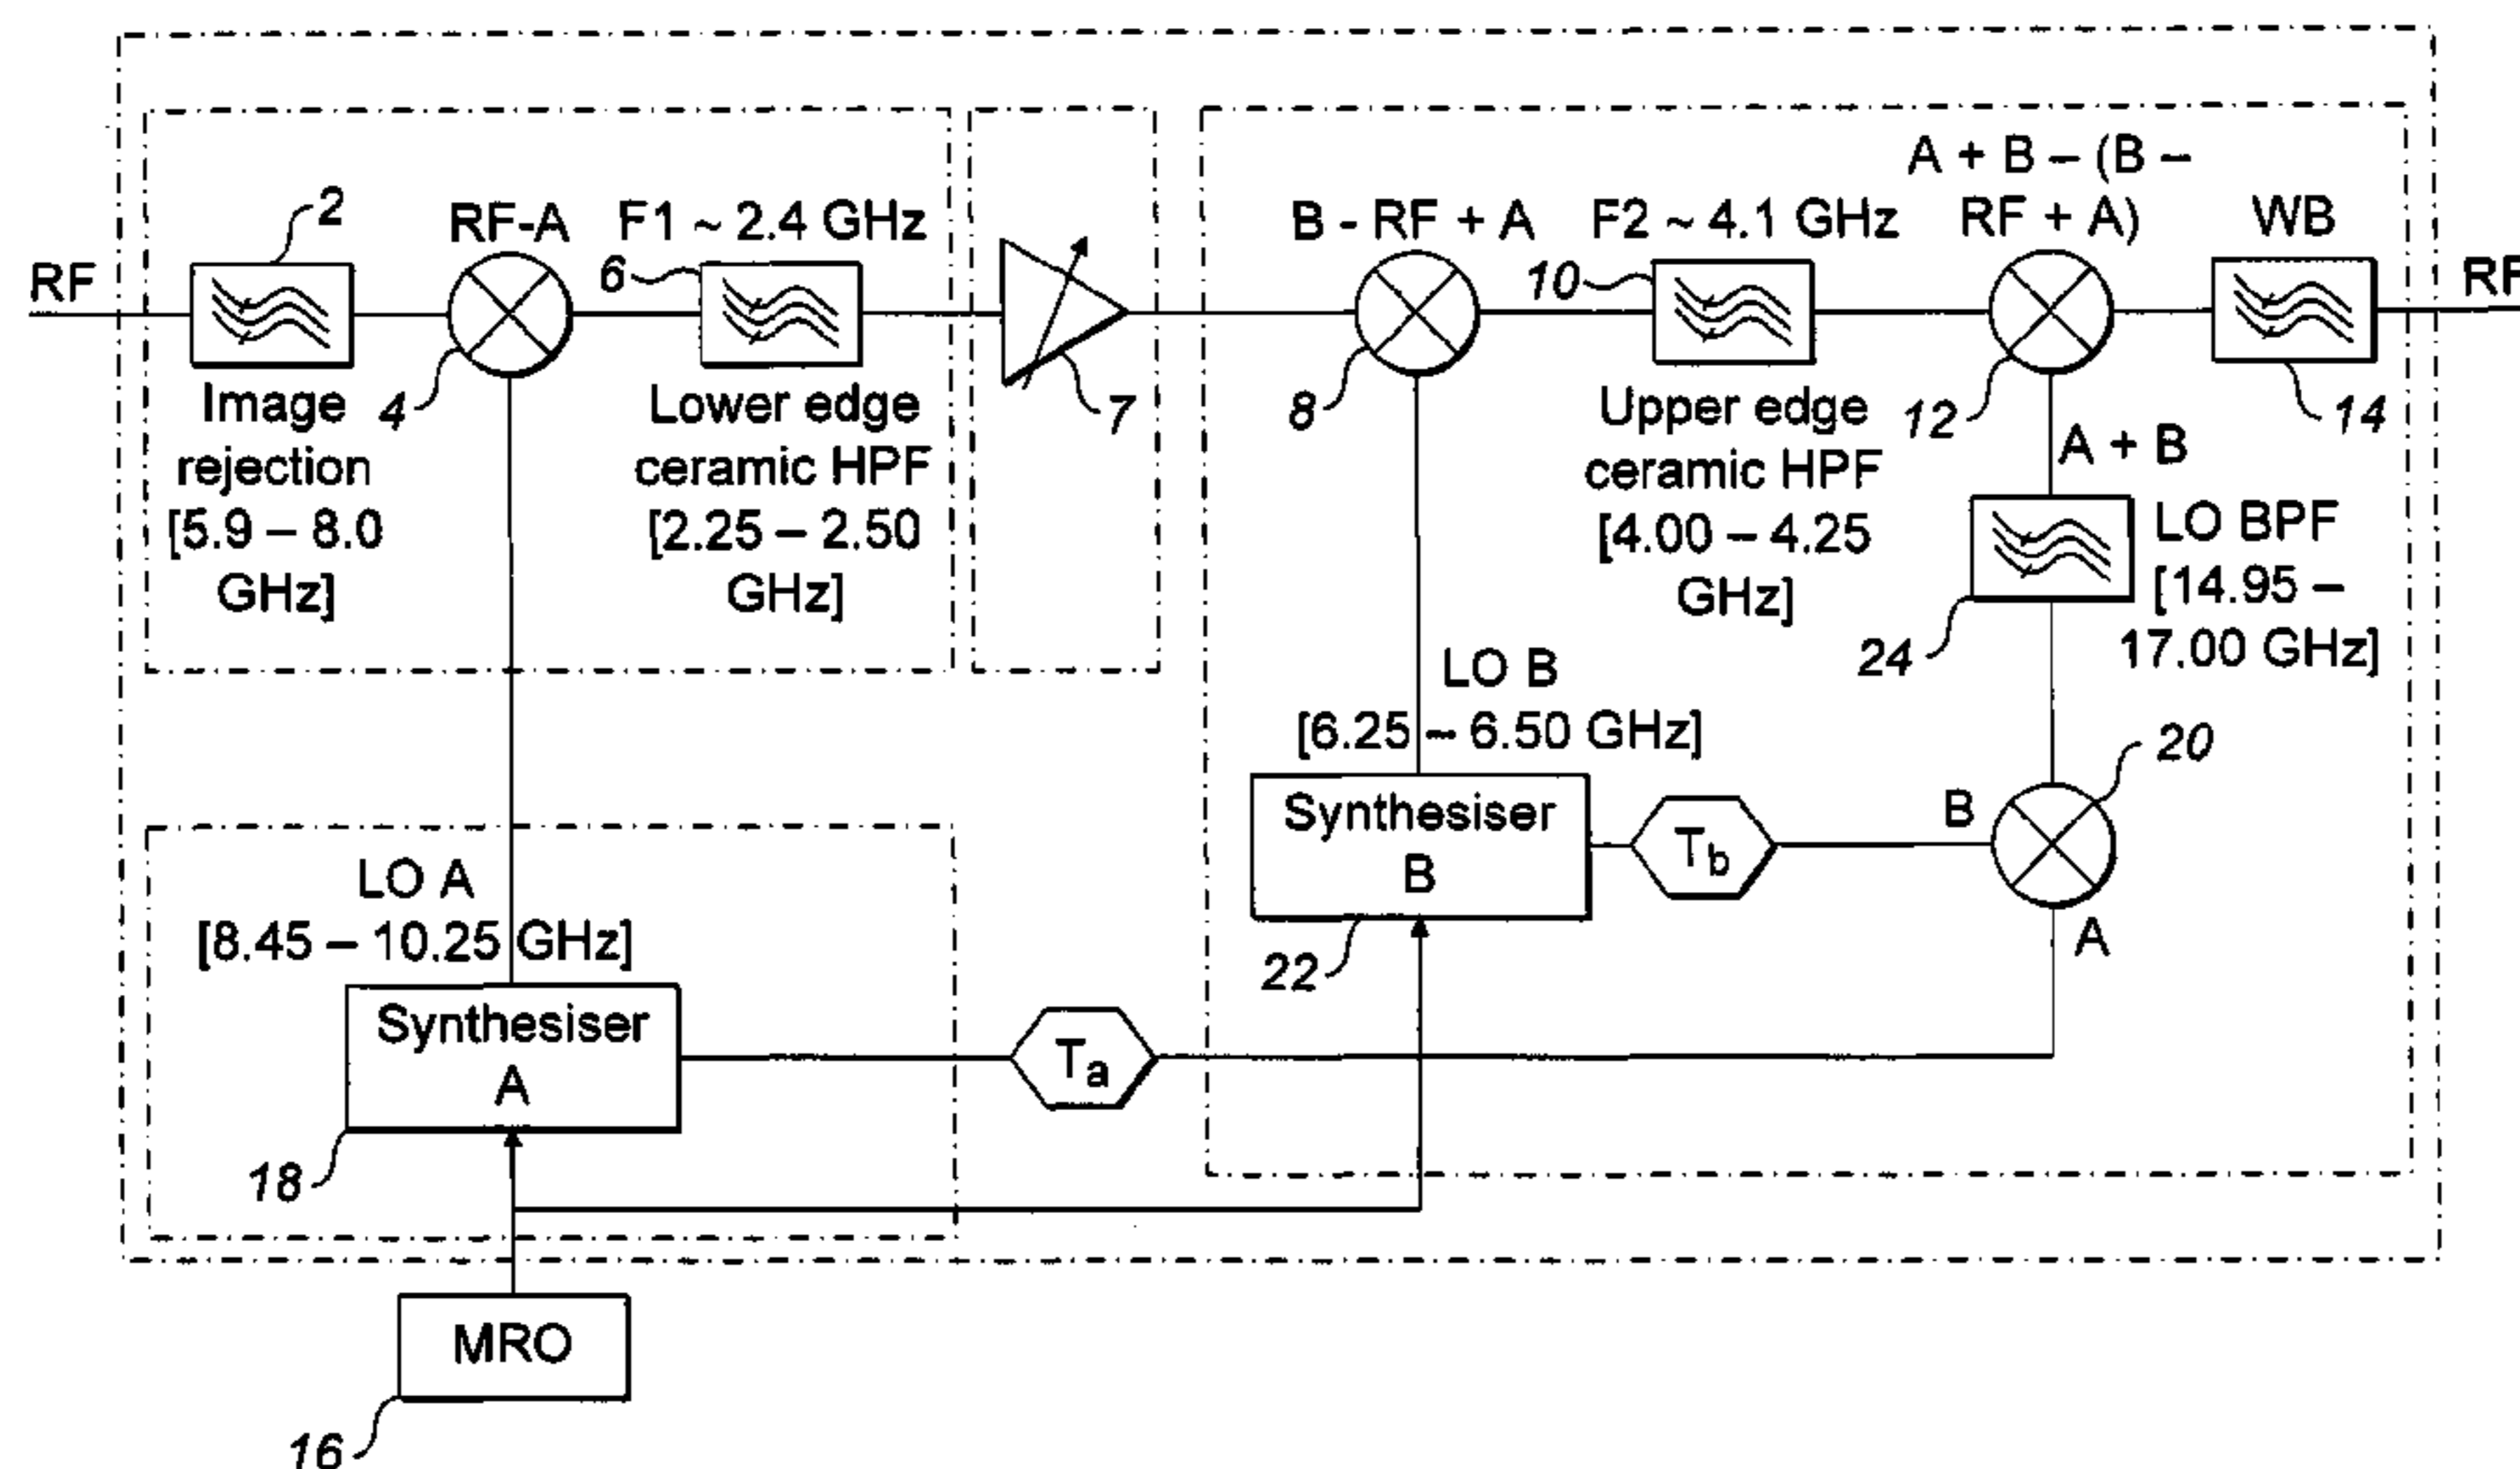 A + B – (B –
RF + A)
2
RF-A
F1 ~ 2.4 GHz
B - RF + A
F2 ~ 4.1 GHz
WB
RF
6
10
RF
Image
rejection
[5.9 – 8.0
GHz]
4
Lower edge
ceramic HPF
[2.25 – 2.50
GHz]
7
8
Upper edge
ceramic HPF
[4.00 – 4.25
GHz]
12
14
A + B
LO BPF
[14.95 –
17.00 GHz]
24
LO B
[6.25 – 6.50 GHz]
20
Synthesiser
B
Tb
B
22
A
LO A
[8.45 – 10.25 GHz]
Synthesiser
A
Ta
18
MRO
16